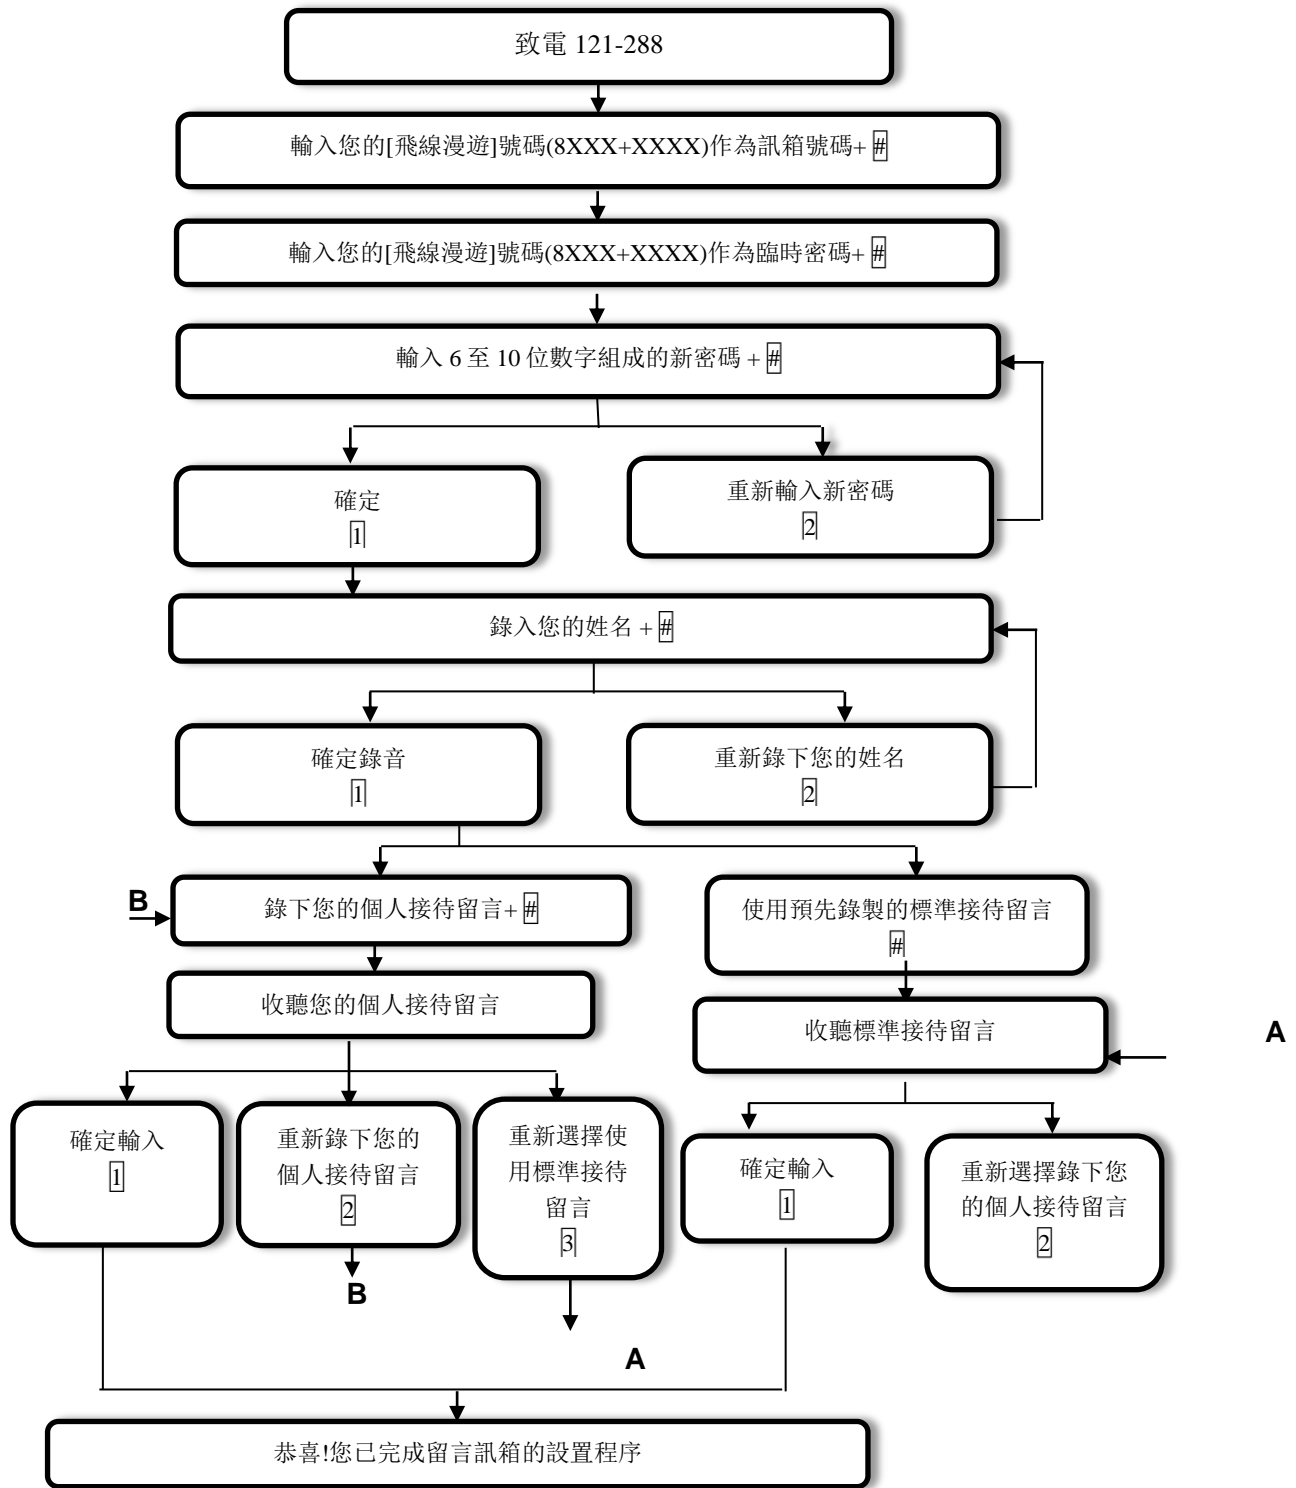 致電 121-288
輸入您的[飛線漫遊]號碼(8XXX+XXXX)作為訊箱號碼+ #
輸入您的[飛線漫遊]號碼(8XXX+XXXX)作為臨時密碼+ #
輸入 6 至 10 位數字組成的新密碼 + #
確定
1
重新輸入新密碼
2
錄入您的姓名 + #
確定錄音
1
重新錄下您的姓名
2
B
錄下您的個人接待留言+ #
使用預先錄製的標準接待留言
#
收聽您的個人接待留言
收聽標準接待留言
A
確定輸入
1
重新錄下您的
個人接待留言
2
重新選擇使
用標準接待
留言
3
確定輸入
1
重新選擇錄下您
的個人接待留言
2
B
A
恭喜!您已完成留言訊箱的設置程序